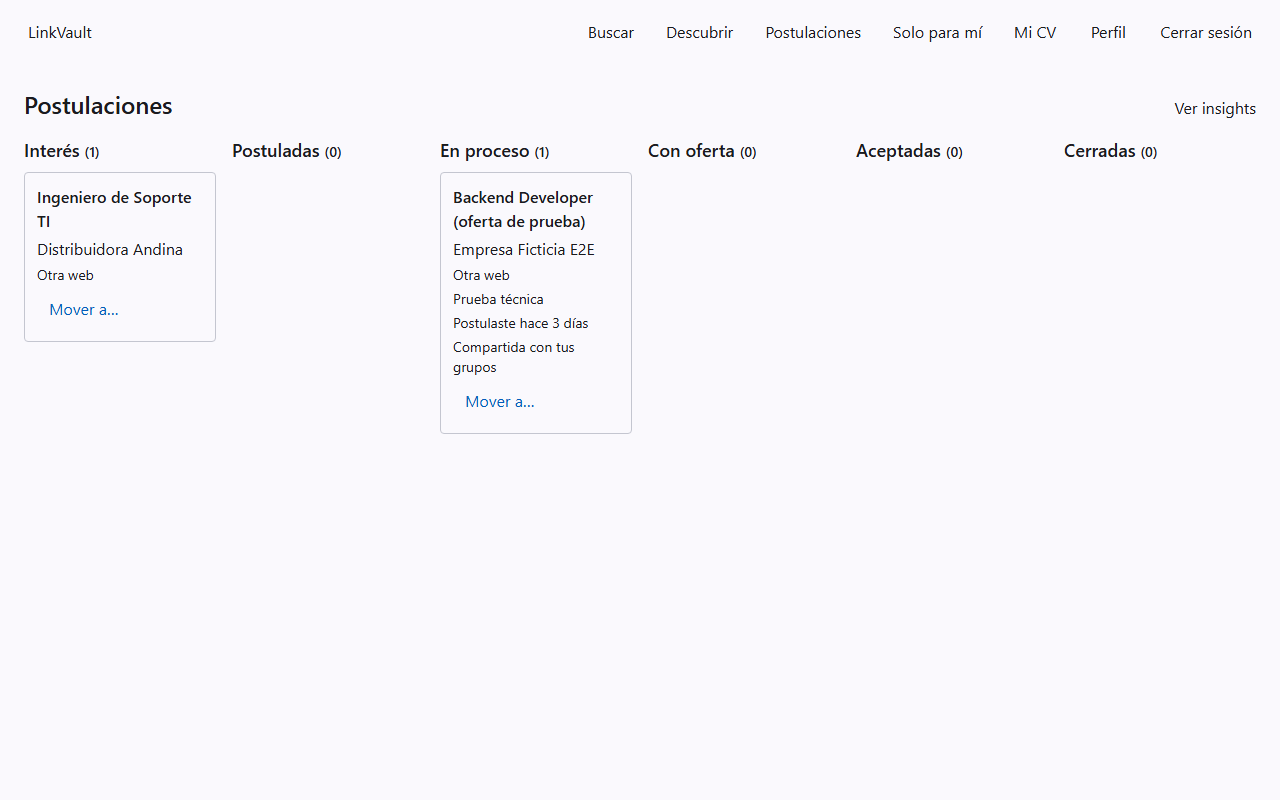 LinkVault
Buscar
Descubrir
Postulaciones
Solo para mí
Mi CV
Perfil
Cerrar sesión
Postulaciones
Ver insights
Interés (1)
Ingeniero de Soporte
TI
Distribuidora Andina
Otra web
Mover a...
Postuladas (0)
En proceso (1)
Backend Developer
(oferta de prueba)
Empresa Ficticia E2E
Otra web
Prueba técnica
Postulaste hace 3 días
Compartida con tus
grupos
Mover a...
Con oferta (0)
Aceptadas (0)
Cerradas (0)